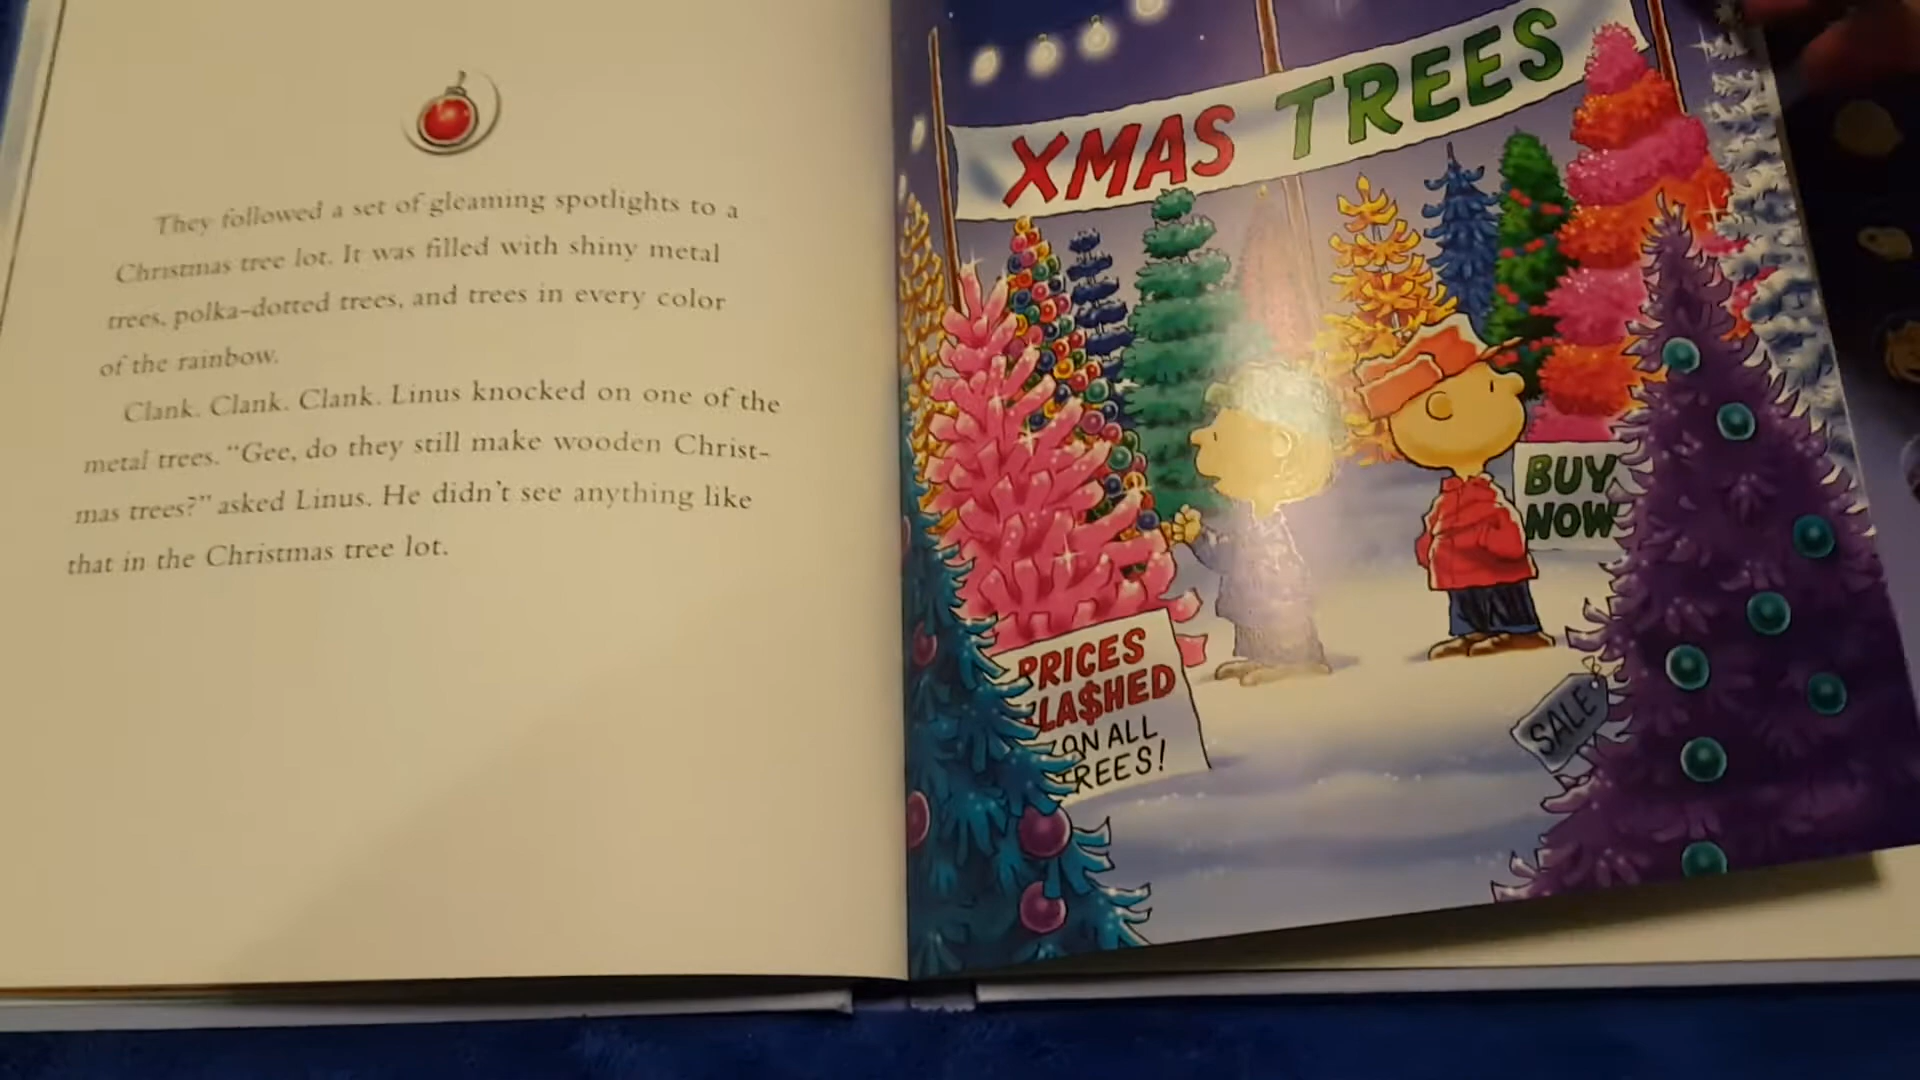 They followed a set of gleaming spotlights to a
Christmas tree lot. It was filled with shiny metal
trees, polka-dotted trees, and trees in every color
of the rainbow.
Clank. Clank. Clank. Linus knocked on one of the
metal trees. “Gee, do they still make wooden Christ-
mas trees?” asked Linus. He didn’t see anything like
that in the Christmas tree lot.
XMAS TREES
BUY
NOW
PRICES
LA$HED
ON ALL
TREES!
SALE